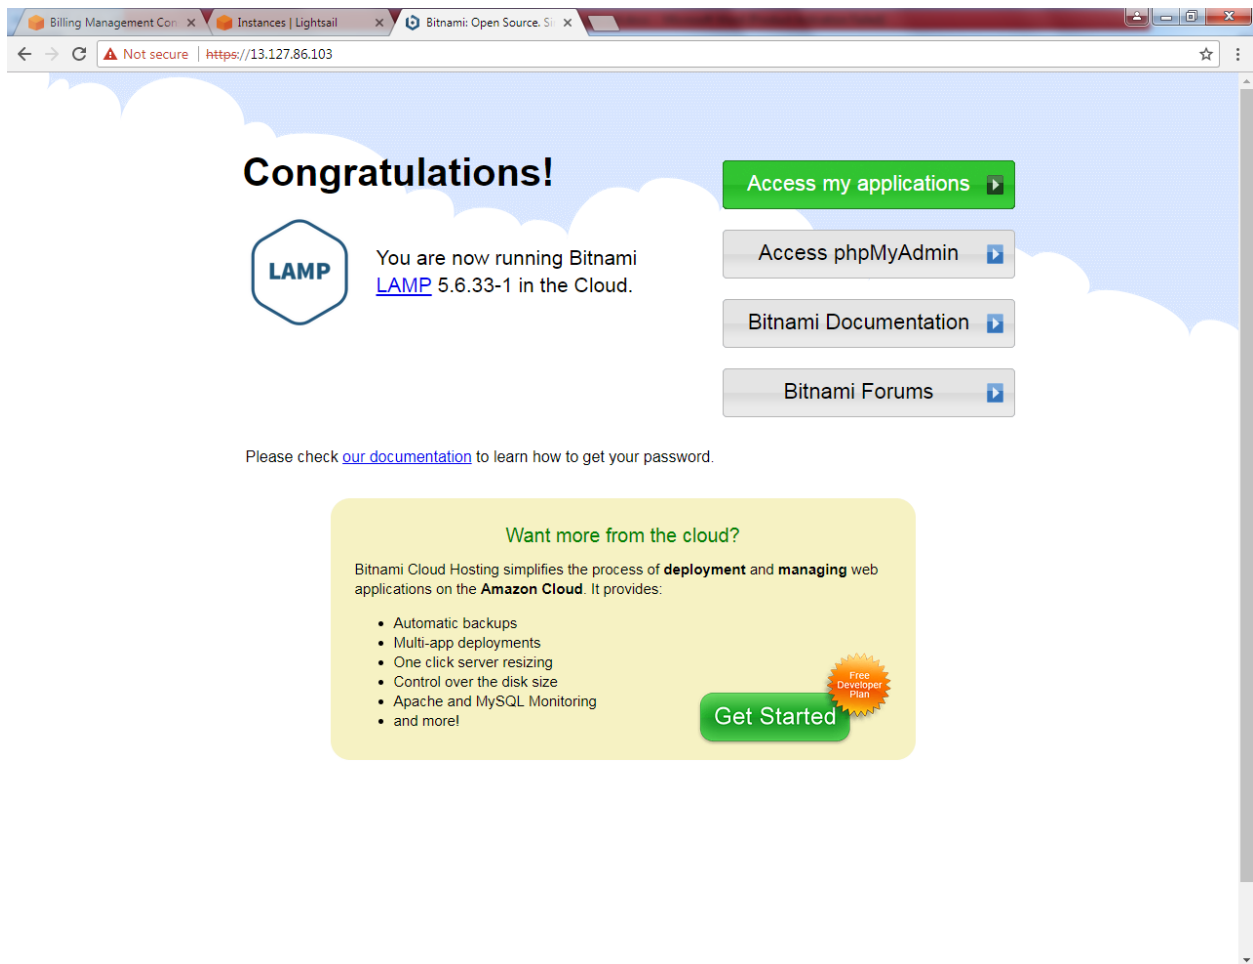 Billing Management Con
Instances | Lightsail
Bitnami: Open Source. Si
Not secure | https://13.127.86.103
Congratulations!
LAMP
You are now running Bitnami
LAMP 5.6.33-1 in the Cloud.
Access my applications
Access phpMyAdmin
Bitnami Documentation
Bitnami Forums
Please check our documentation to learn how to get your password.
Want more from the cloud?
Bitnami Cloud Hosting simplifies the process of deployment and managing web
applications on the Amazon Cloud. It provides:
Automatic backups
Multi-app deployments
One click server resizing
Control over the disk size
Apache and MySQL Monitoring
and more!
Free
Developer
Plan
Get Started